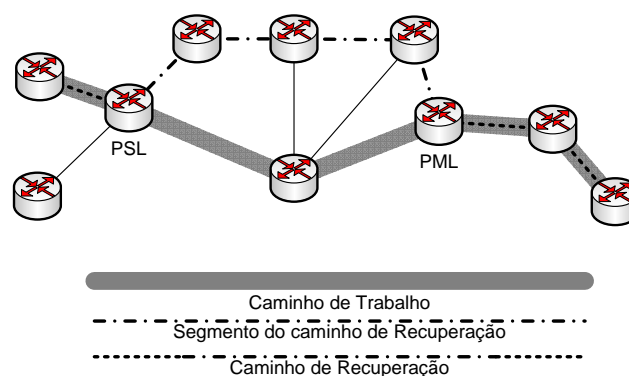 PSL
PML
Caminho de Trabalho
Segmento do caminho de Recuperação
Caminho de Recuperação